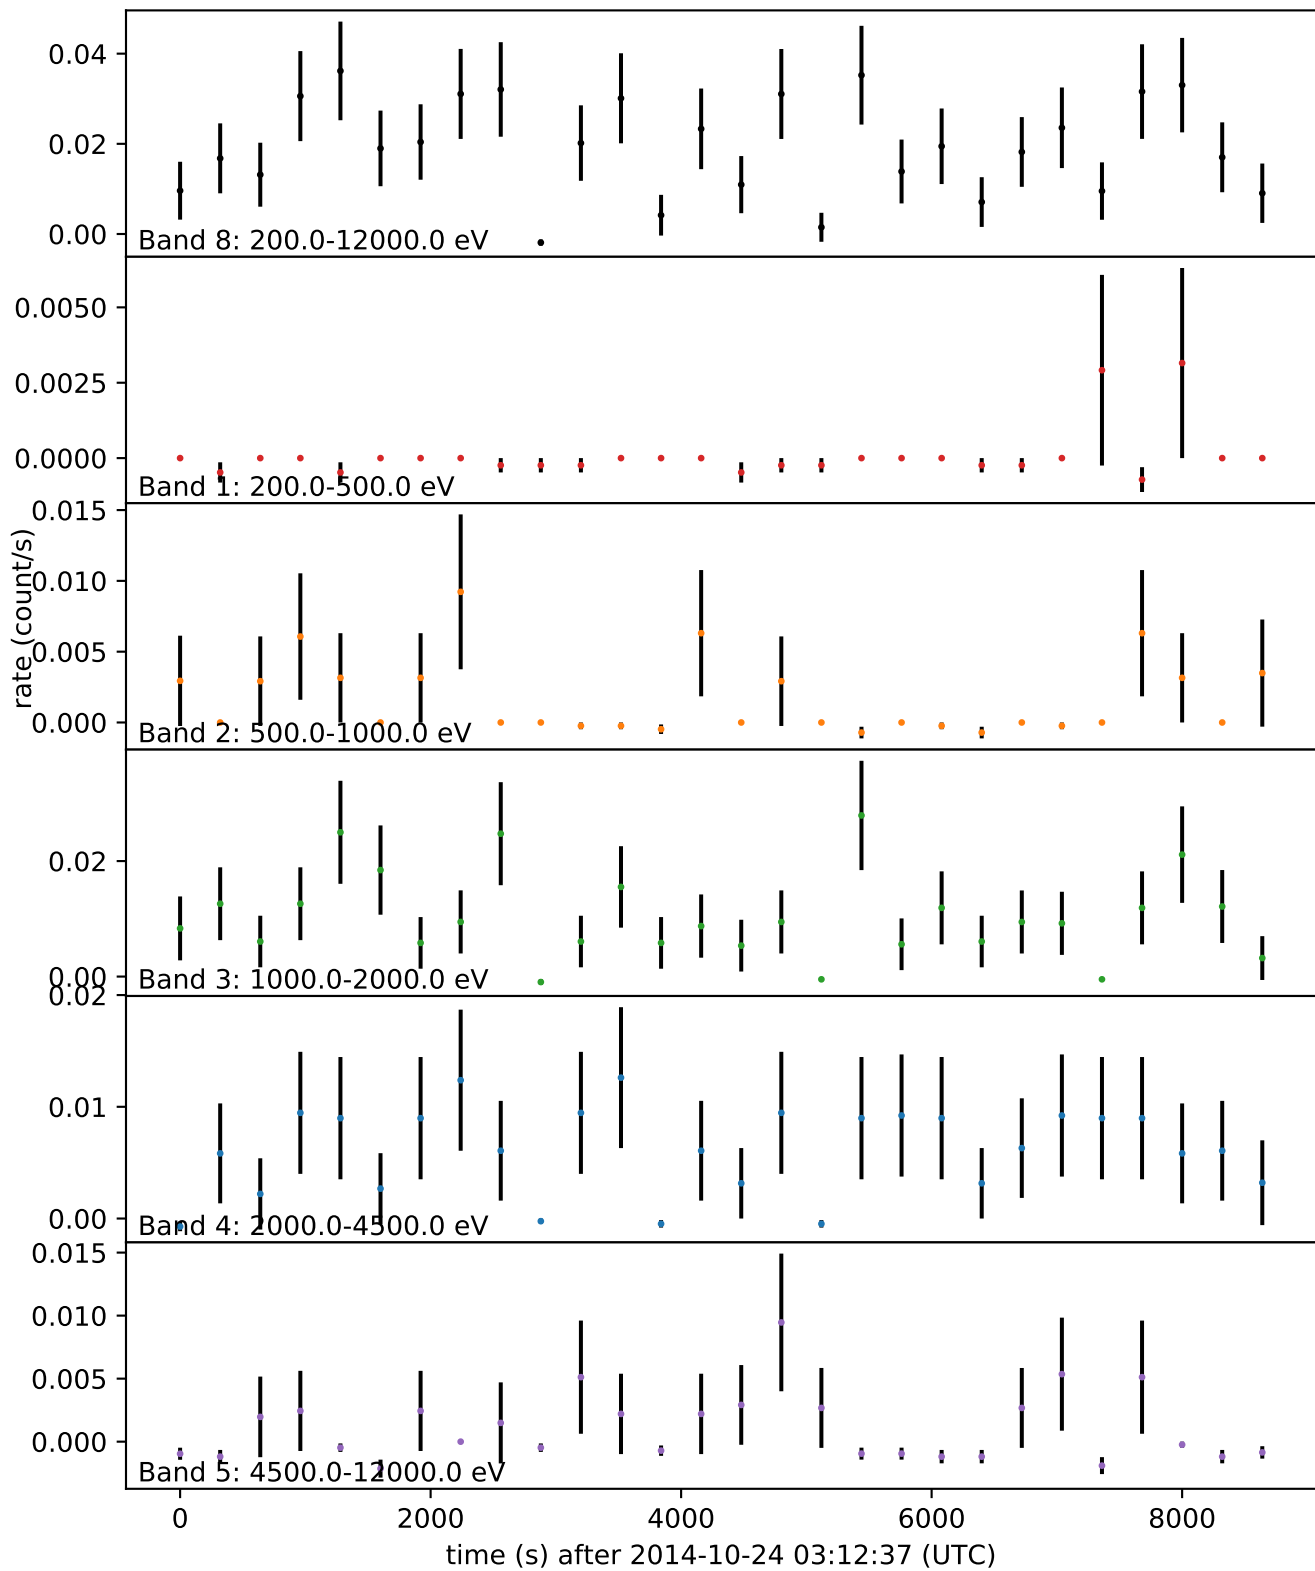 0.04
0.02
0.00
Band 8: 200.0-12000.0 eV
0.0050
0.0025
0.0000
Band 1: 200.0-500.0 eV
rate (count/s)
0.015
0.010
0.005
0.000
Band 2: 500.0-1000.0 eV
0.02
0.00
Band 3: 1000.0-2000.0 eV
0.02
0.01
0.00
Band 4: 2000.0-4500.0 eV
0.015
0.010
0.005
0.000
Band 5: 4500.0-12000.0 eV
0 2000 4000 6000 8000
time (s) after 2014-10-24 03:12:37 (UTC)